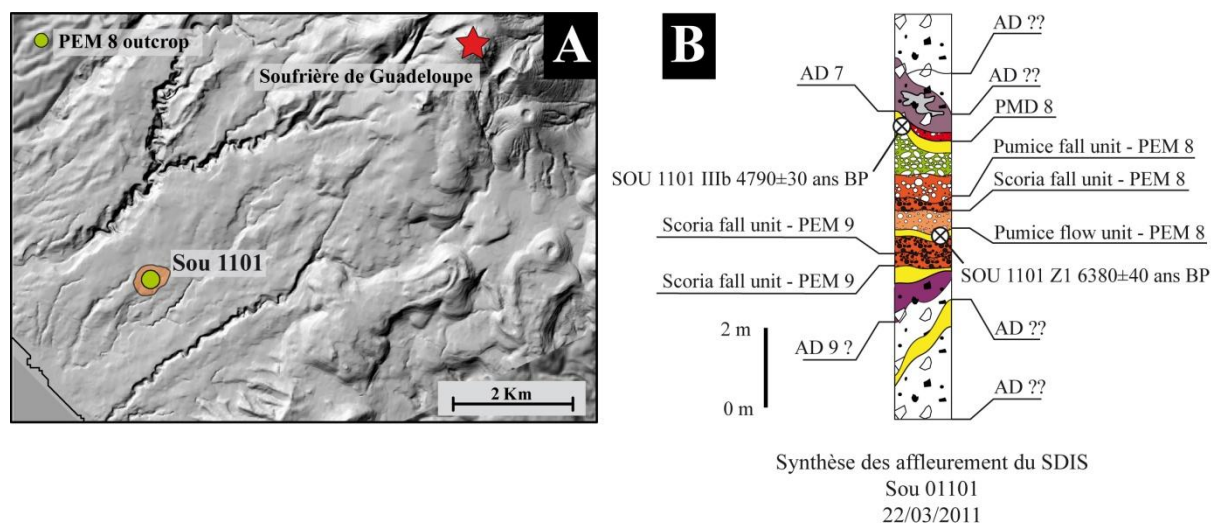 PEM 8 outcrop
A
Soufrière de Guadeloupe
Sou 1101
2 Km
B
AD ??
AD 7
AD ??
PMD 8
Pumice fall unit - PEM 8
SOU 1101 IIIb 4790±30 ans BP
Scoria fall unit - PEM 8
Scoria fall unit - PEM 9
Pumice flow unit - PEM 8
SOU 1101 Z1 6380±40 ans BP
Scoria fall unit - PEM 9
2 m
AD ??
AD 9 ?
0 m
AD ??
Synthèse des affleurement du SDIS
Sou 01101
22/03/2011